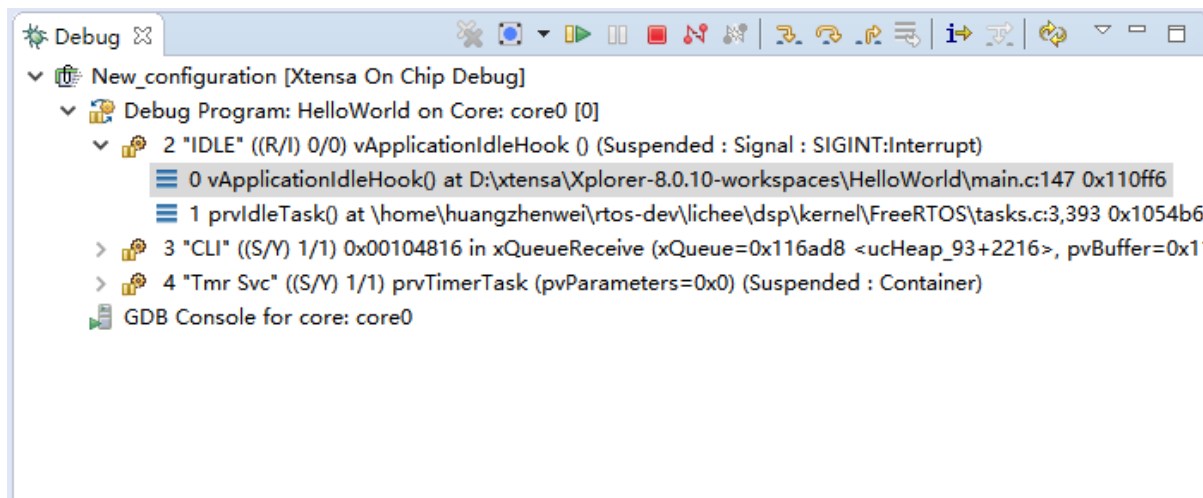 Debug
New_configuration [Xtensa On Chip Debug]
Debug Program: HelloWorld on Core: core0 [0]
2 "IDLE" ((R/I) 0/0) vApplicationIdleHook () (Suspended : Signal : SIGINT:Interrupt)
0 vApplicationIdleHook() at D:\xtensa\Xplorer-8.0.10-workspaces\HelloWorld\main.c:147 0x110ff6
1 prvIdleTask() at \home\huangzhenwei\rtos-dev\lichee\dsp\kernel\FreeRTOS\tasks.c:3,393 0x1054b6
3 "CLI" ((S/Y) 1/1) 0x00104816 in xQueueReceive (xQueue=0x116ad8 <ucHeap_93+2216>, pvBuffer=0x1
4 "Tmr Svc" ((S/Y) 1/1) prvTimerTask (pvParameters=0x0) (Suspended : Container)
GDB Console for core: core0